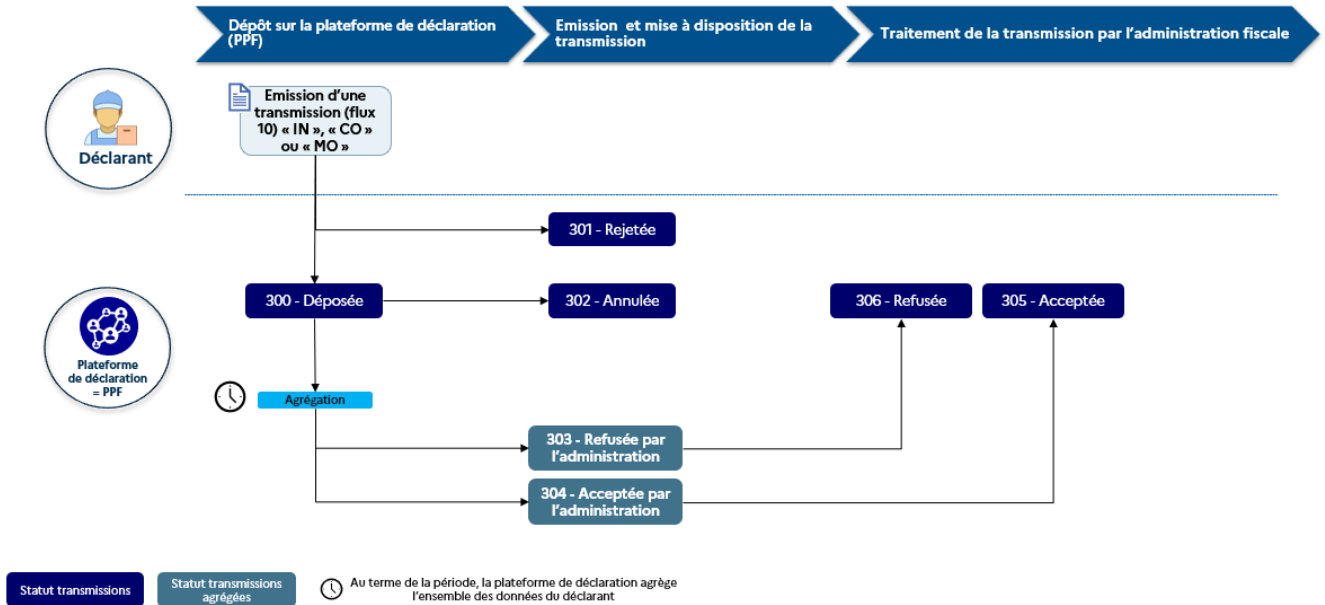 Dépôt sur la plateforme de déclaration
(PPF)
Emission et mise à disposition de la
transmission
Traitement de la transmission par l'administration fiscale
Emission d'une
transmission (flux
10) « IN », « CO »
ou « MO »
Déclarant
301 - Rejetée
300 - Déposée
302 - Annulée
306 - Refusée
305 - Acceptée
Plateforme
de déclaration
= PPF
Agrégation
303 - Refusée par
l'administration
304 - Acceptée par
l'administration
Statut transmissions
Statut transmissions
agrégées
Au terme de la période, la plateforme de déclaration agrège
l'ensemble des données du déclarant